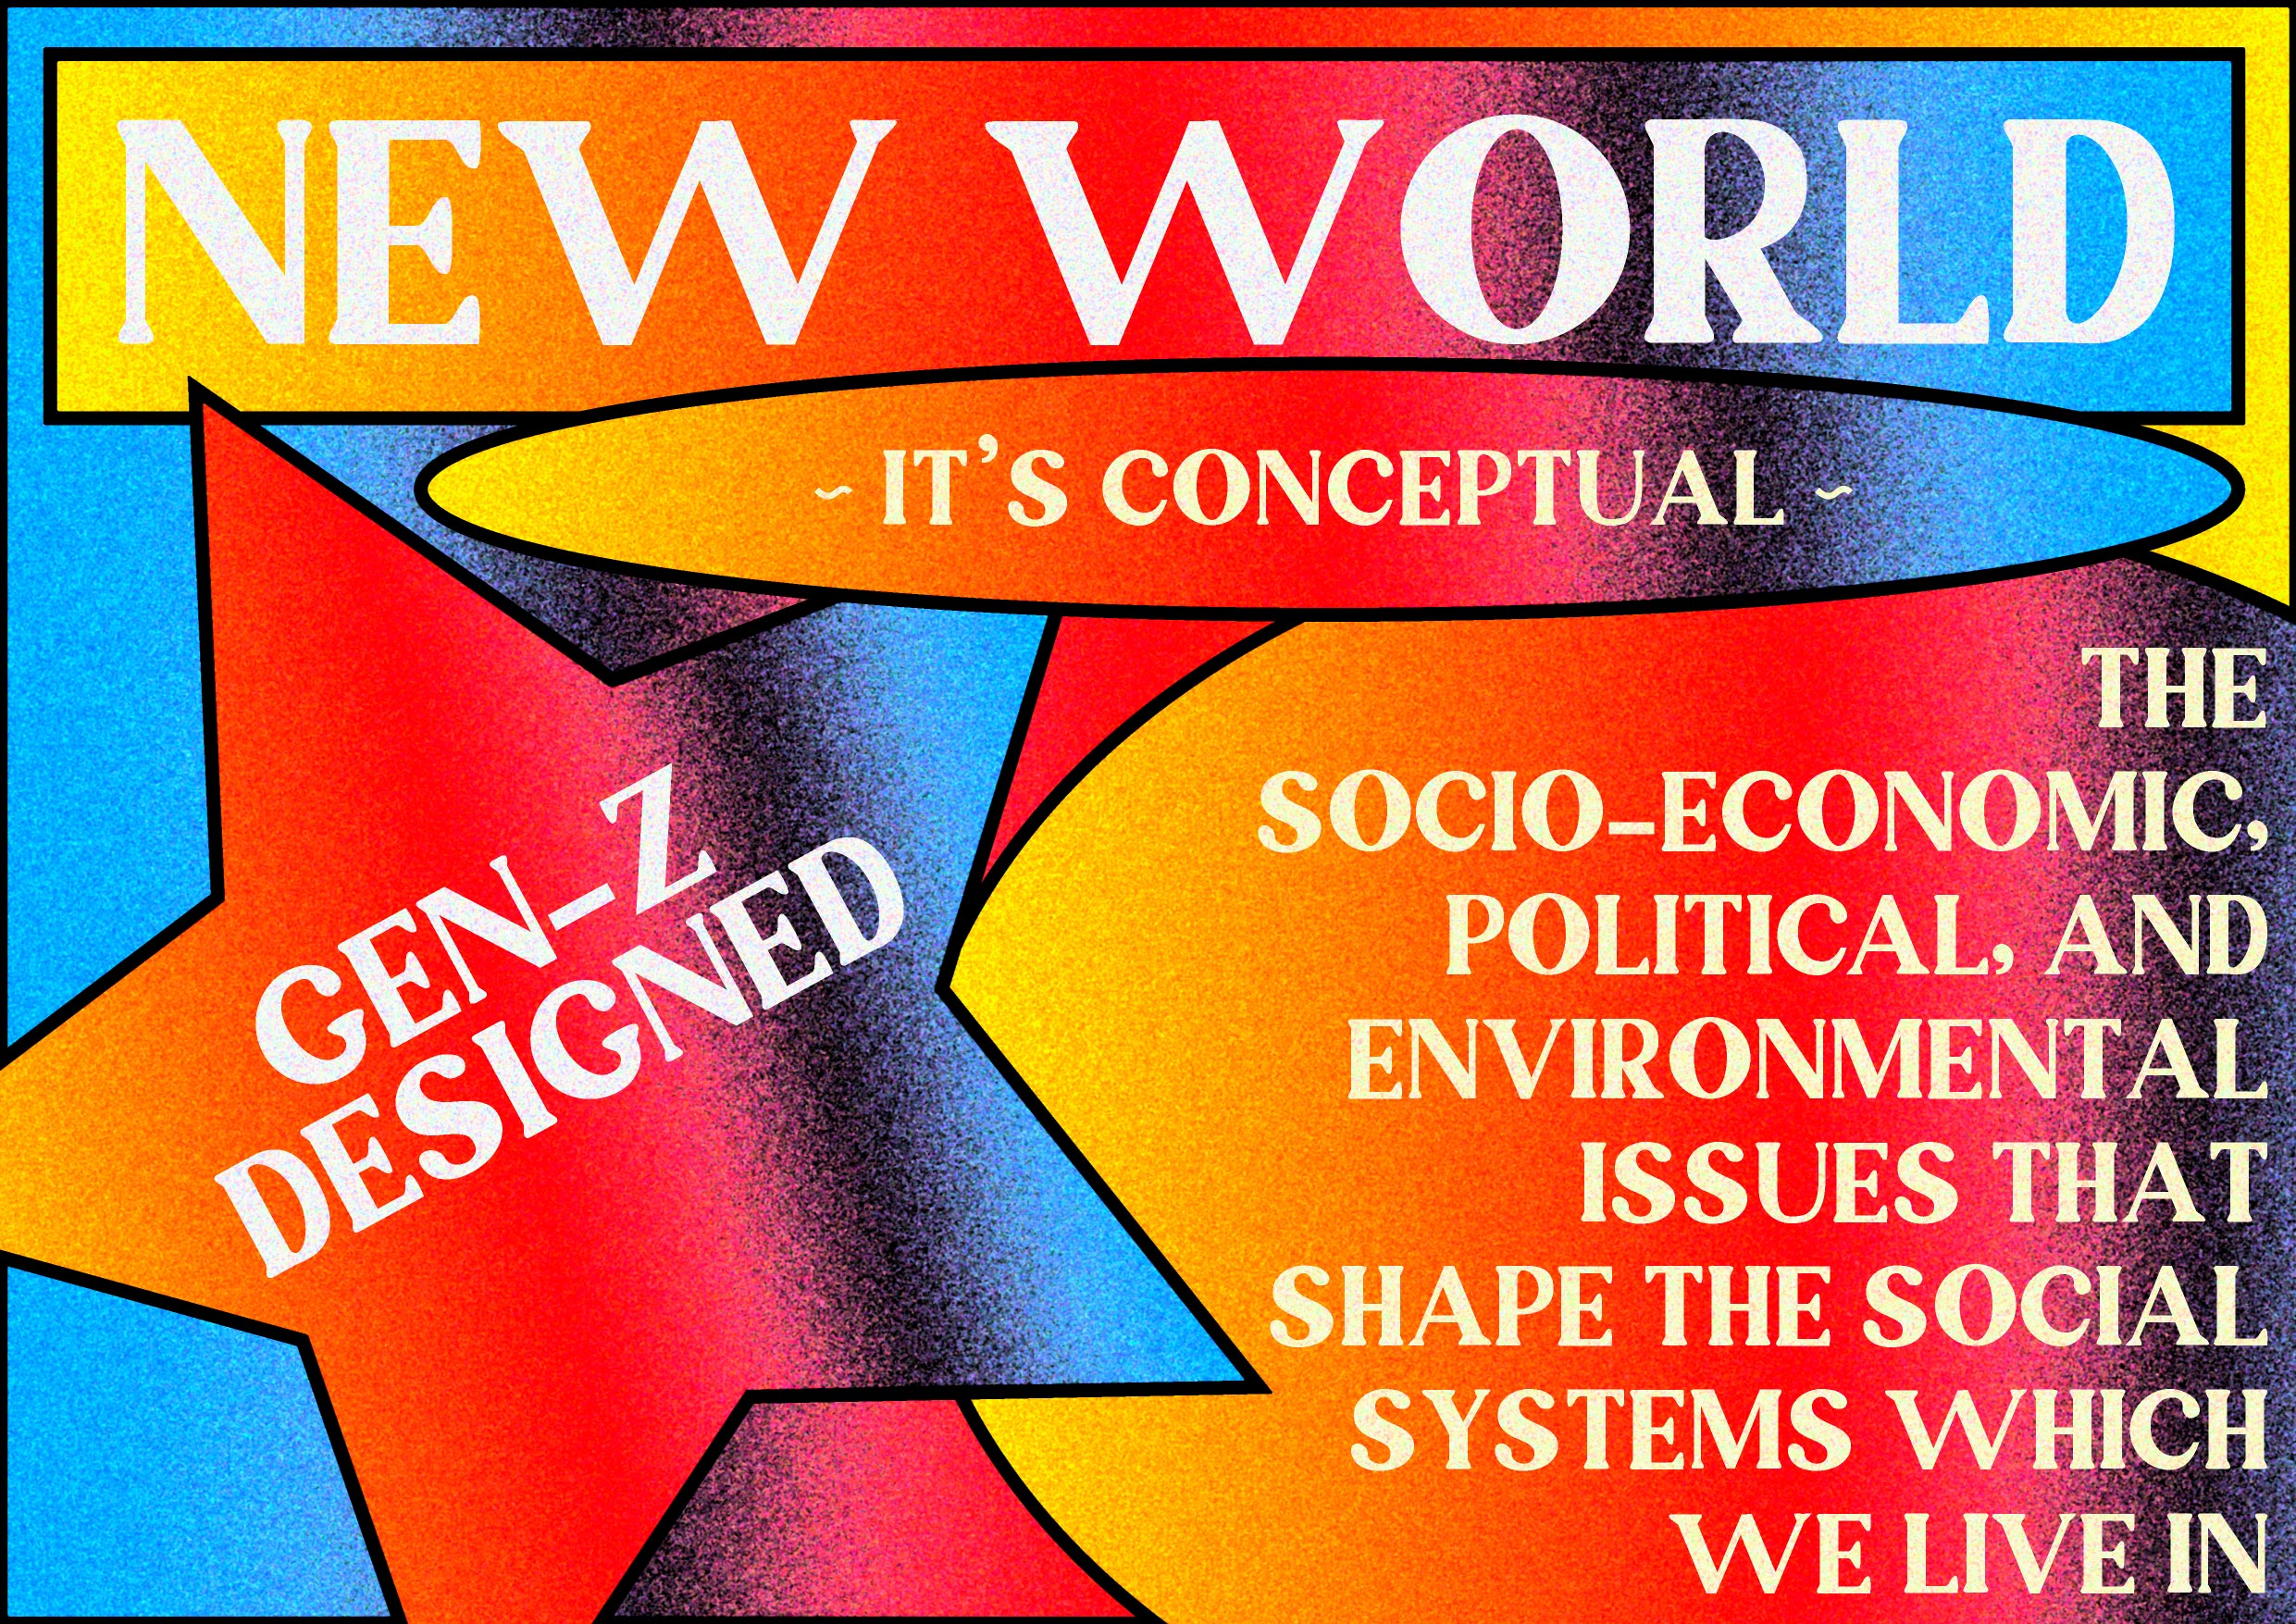 NEW WORLD
~ IT'S CONCEPTUAL ~
GEN-Z
DESIGNED
THE
SOCIO-ECONOMIC,
POLITICAL, AND
ENVIRONMENTAL
ISSUES THAT
SHAPE THE SOCIAL
SYSTEMS WHICH
WE LIVE IN